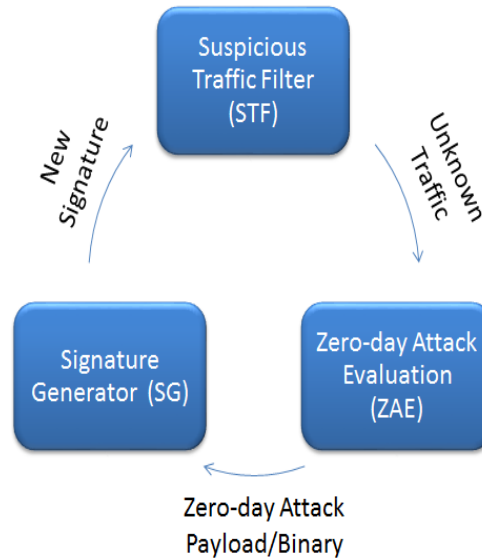 Suspicious
Traffic Filter
(STF)
Unknown
Traffic
Zero-day Attack
Evaluation
(ZAE)
Zero-day Attack
Payload/Binary
Signature
Generator (SG)
New
Signature